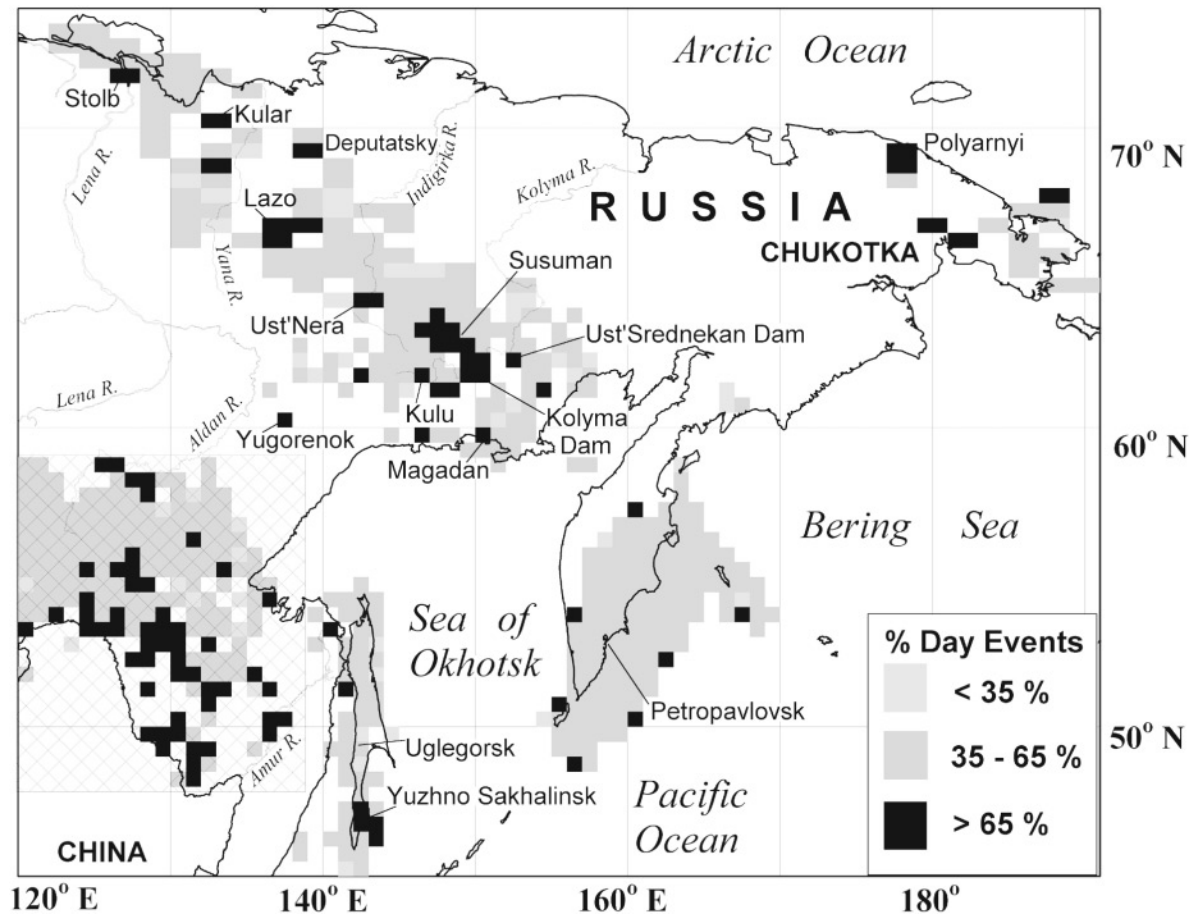 Arctic Ocean
Stolb
Kular
Deputatsky
Polyarnyi
70° N
Lena R.
Indigirka R.
Kolyma R.
Lazo
RUSSIA
Yana R.
CHUKOTKA
Susuman
Ust'Nera
Ust'Srednekan Dam
Lena R.
Aldan R.
Kulu
Kolyma
Dam
Yugorenok
Magadan
60° N
Bering Sea
Sea of
Okhotsk
% Day Events
< 35 %
35 - 65 %
> 65 %
Petropavlovsk
Amur R.
Uglegorsk
50° N
Yuzhno Sakhalinsk
Pacific
Ocean
CHINA
120° E
140° E
160° E
180°